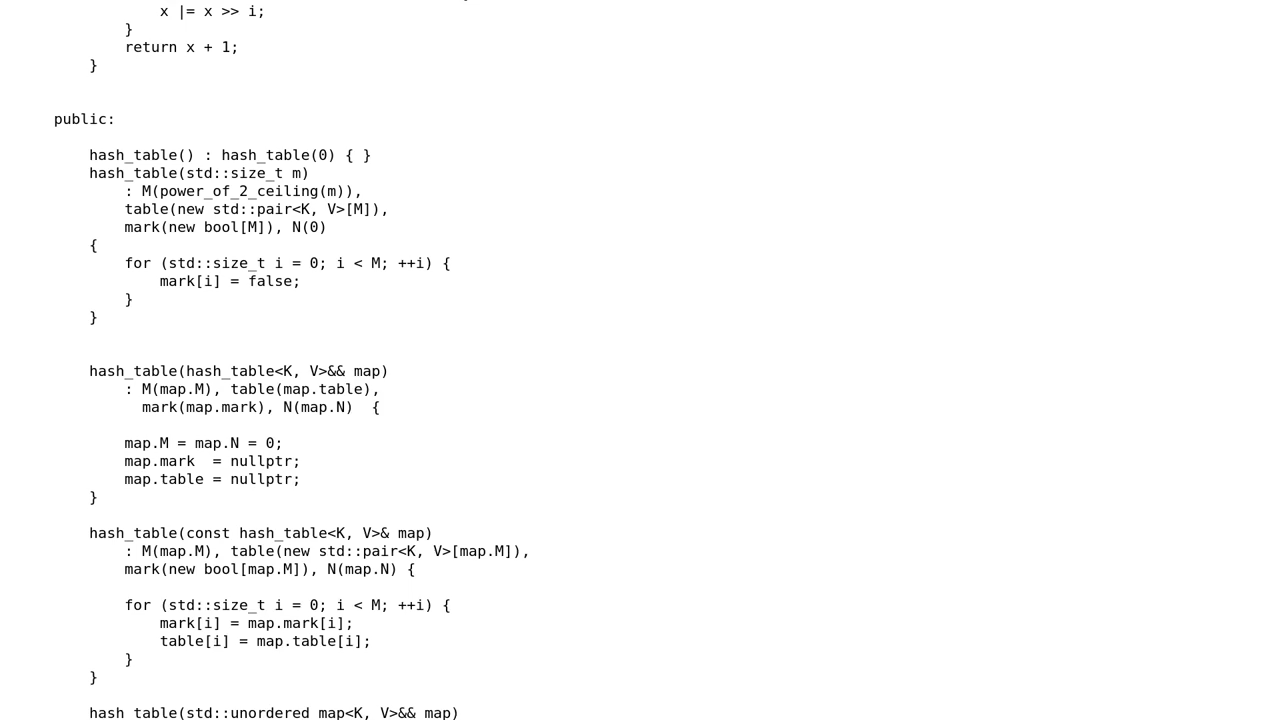 x |= x >> i;
}
return x + 1;
}
public:
hash_table() : hash_table(0) { }
hash_table(std::size_t m)
: M(power_of_2_ceiling(m)),
table(new std::pair<K, V>[M]),
mark(new bool[M]), N(0)
{
for (std::size_t i = 0; i < M; ++i) {
mark[i] = false;
}
}
hash_table(hash_table<K, V>&& map)
: M(map.M), table(map.table),
mark(map.mark), N(map.N)  {
map.M = map.N = 0;
map.mark  = nullptr;
map.table = nullptr;
}
hash_table(const hash_table<K, V>& map)
: M(map.M), table(new std::pair<K, V>[map.M]),
mark(new bool[map.M]), N(map.N) {
for (std::size_t i = 0; i < M; ++i) {
mark[i] = map.mark[i];
table[i] = map.table[i];
}
}
hash_table(std::unordered_map<K, V>&& map)